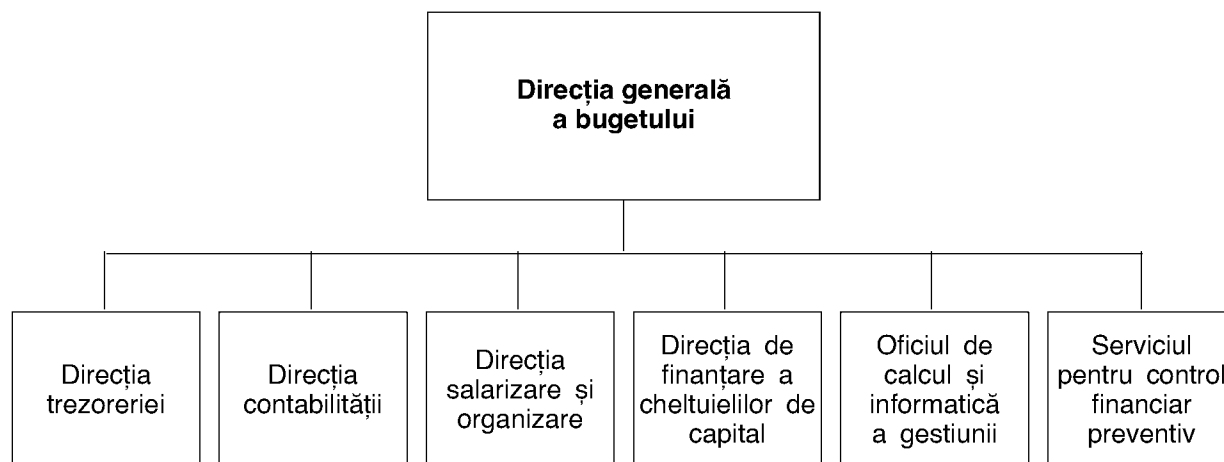 Direcția generală
a bugetului
Direcția
trezoreriei
Direcția
contabilității
Direcția
salarizare și
organizare
Direcția de
finanțare a
cheltuielilor de
capital
Oficiul de
calcul și
informatică
a gestiunii
Serviciul
pentru control
financiar
preventiv